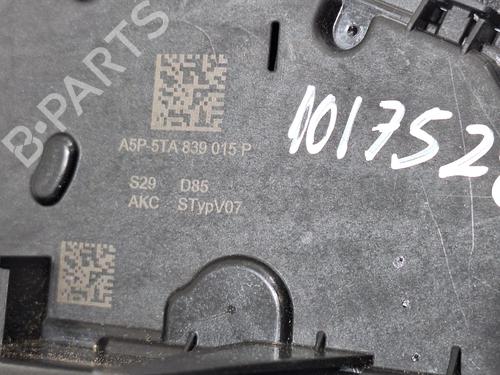 B-PARTS
A5P-5TA 839 015 P
101752
S29 D85
AKC STypV07